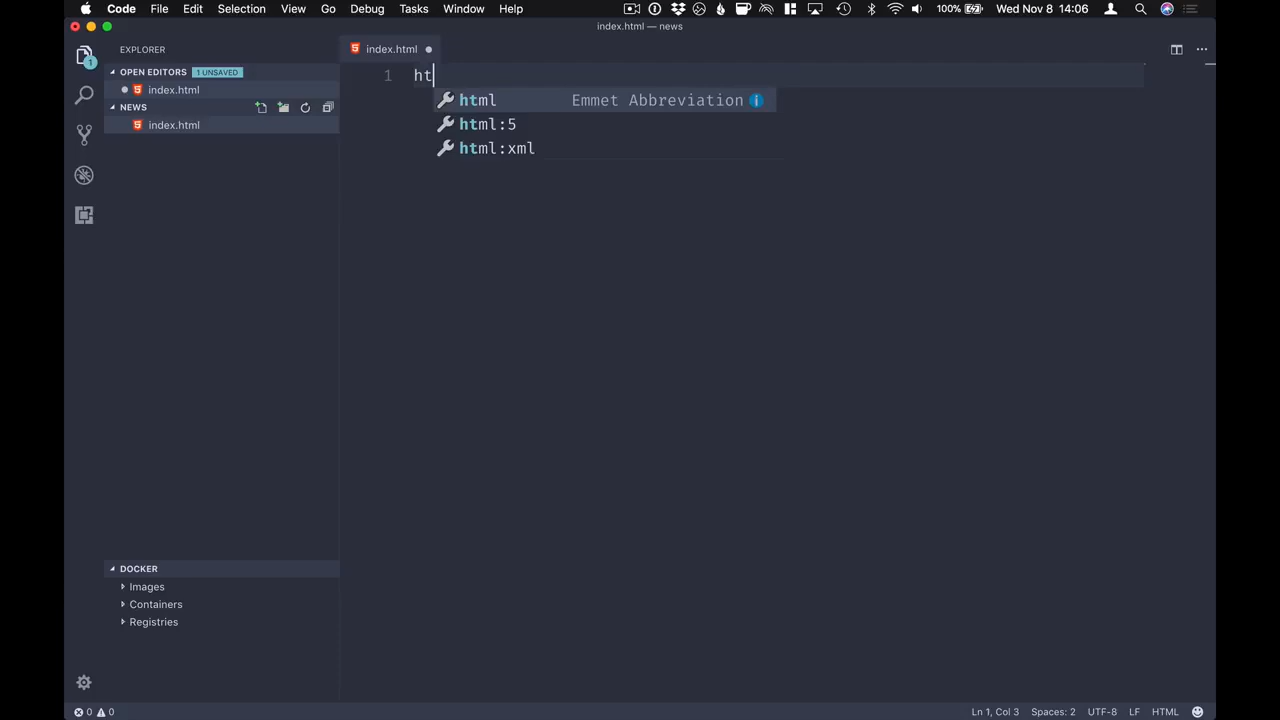 Code File Edit Selection View Go Debug Tasks Window Help 100% Wed Nov 8 14:06
index.html — news
EXPLORER
OPEN EDITORS 1 UNSAVED
index.html
NEWS
index.html
DOCKER
Images
Containers
Registries
1
index.html
1 ht
html Emmet Abbreviation
html:5
html:xml
0 0
Ln 1, Col 3 Spaces: 2 UTF-8 LF HTML